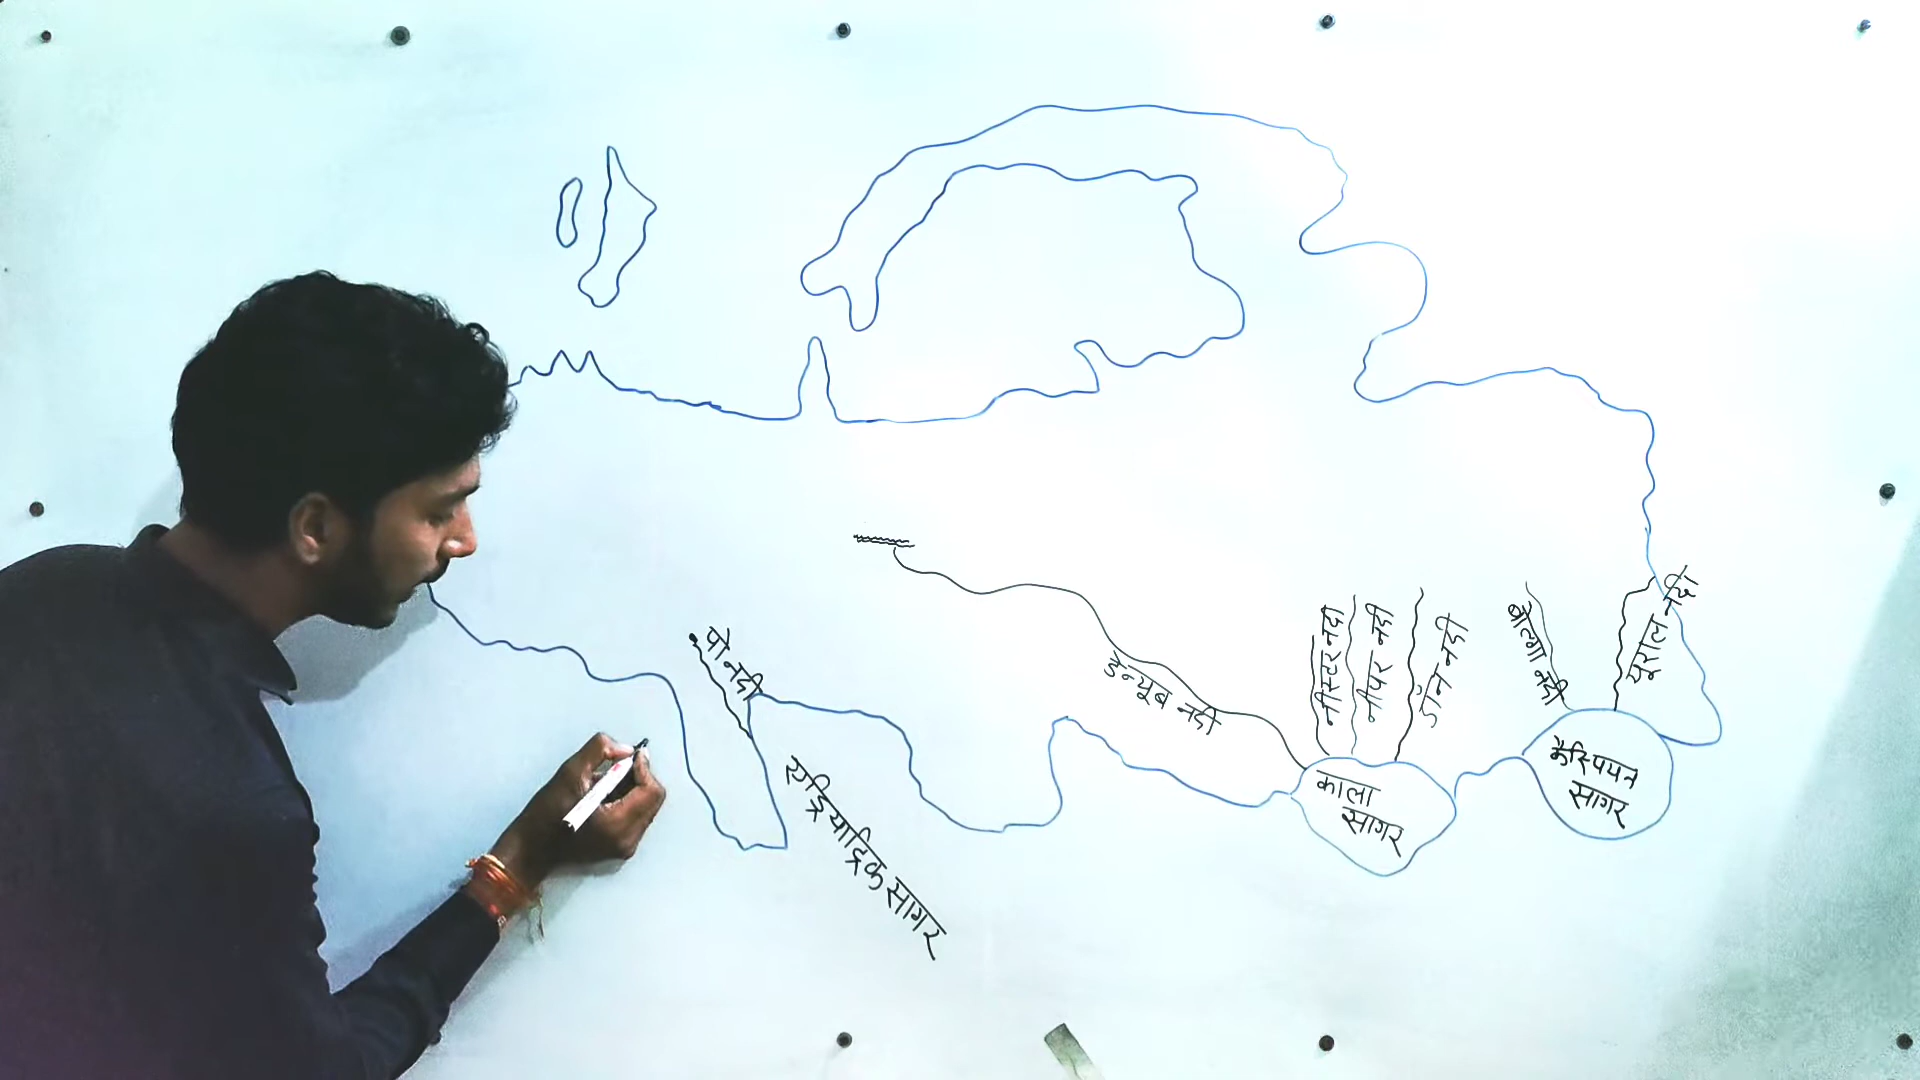 पो नदी
एड्रियाट्रिक सागर
डेन्यूब नदी
नीस्टर नदी
नीपर नदी
डॉन नदी
वोल्गा नदी
यूराल नदी
काला
सागर
कैस्पियन
सागर